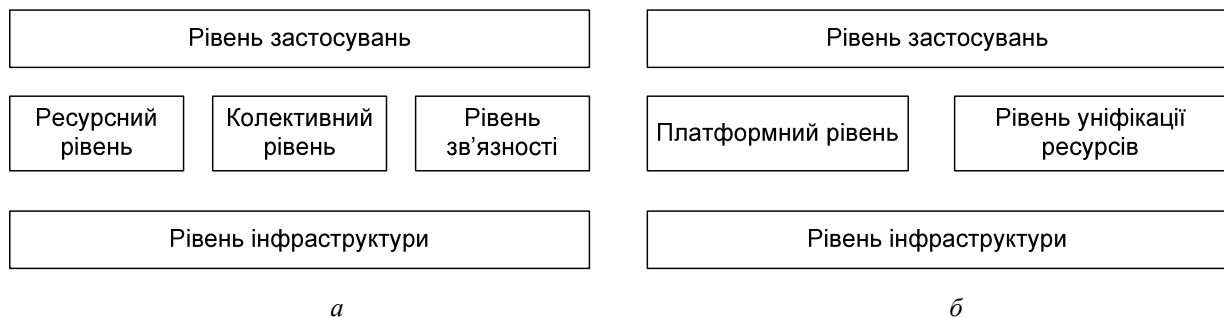 Рівень застосувань
Ресурсний
рівень
Колективний
рівень
Рівень
зв’язності
Рівень інфраструктури
а
Рівень застосувань
Платформний рівень
Рівень уніфікації
ресурсів
Рівень інфраструктури
б